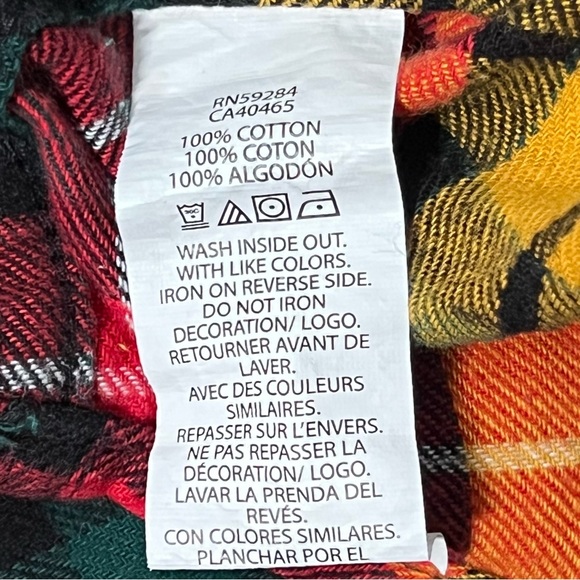 RN59284
CA40465
100% COTTON
100% COTON
100% ALGODÓN
WASH INSIDE OUT.
WITH LIKE COLORS.
IRON ON REVERSE SIDE.
DO NOT IRON
DECORATION/ LOGO.
RETOURNER AVANT DE
LAVER.
AVEC DES COULEURS
SIMILAIRES.
REPASSER SUR L'ENVERS.
NE PAS REPASSER LA
DÉCORATION/ LOGO.
LAVAR LA PRENDA DEL
REVÉS.
CON COLORES SIMILARES.
PLANCHAR POR EL